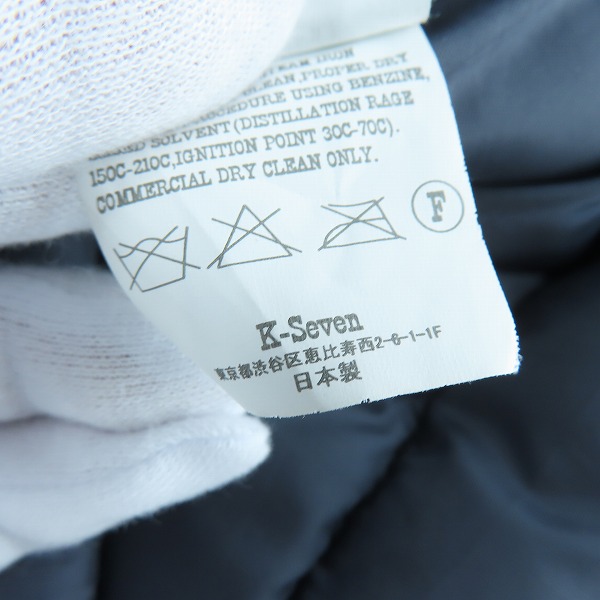 IRON
CLEAN, PROPER DRY
PROCEDURE USING BENZINE,
SOLVENT (DISTILLATION RAGE
150C-210C, IGNITION POINT 30C-70C).
COMMERCIAL DRY CLEAN ONLY.
F
K-Seven
東京都渋谷区恵比寿西2-6-1-1F
日本製